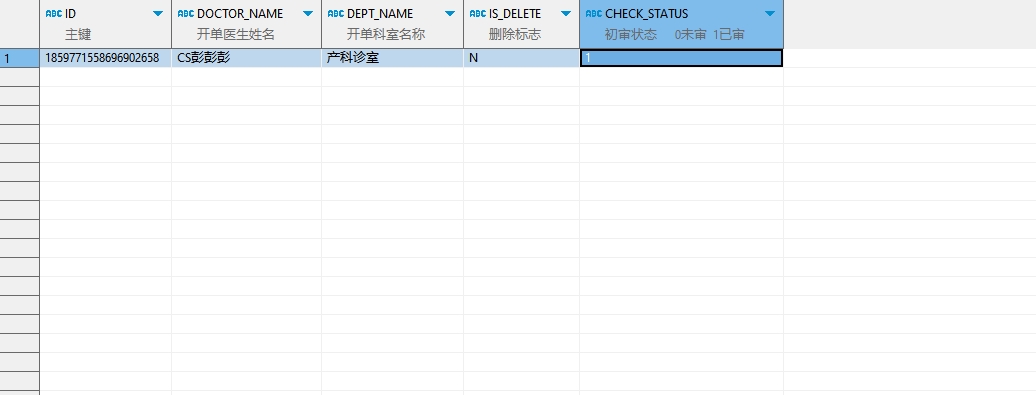 ABC ID ABC DOCTOR_NAME ABC DEPT_NAME ABC IS_DELETE ABC CHECK_STATUS
主键 开单医生姓名 开单科室名称 删除标志 初审状态 0未审 1已审
1 1859771558696902658 CS彭彭彭 产科诊室 N 1